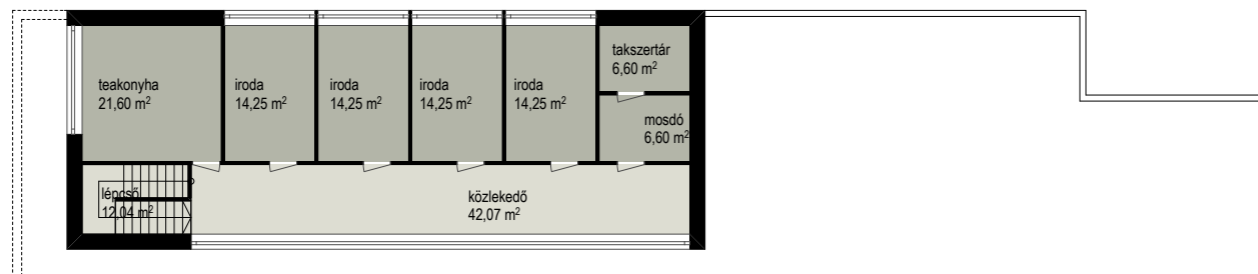 teakonyha
21,60 m²
iroda
14,25 m²
iroda
14,25 m²
iroda
14,25 m²
iroda
14,25 m²
takszertár
6,60 m²
mosdó
6,60 m²
lépcső
12,04 m²
közlekedő
42,07 m²